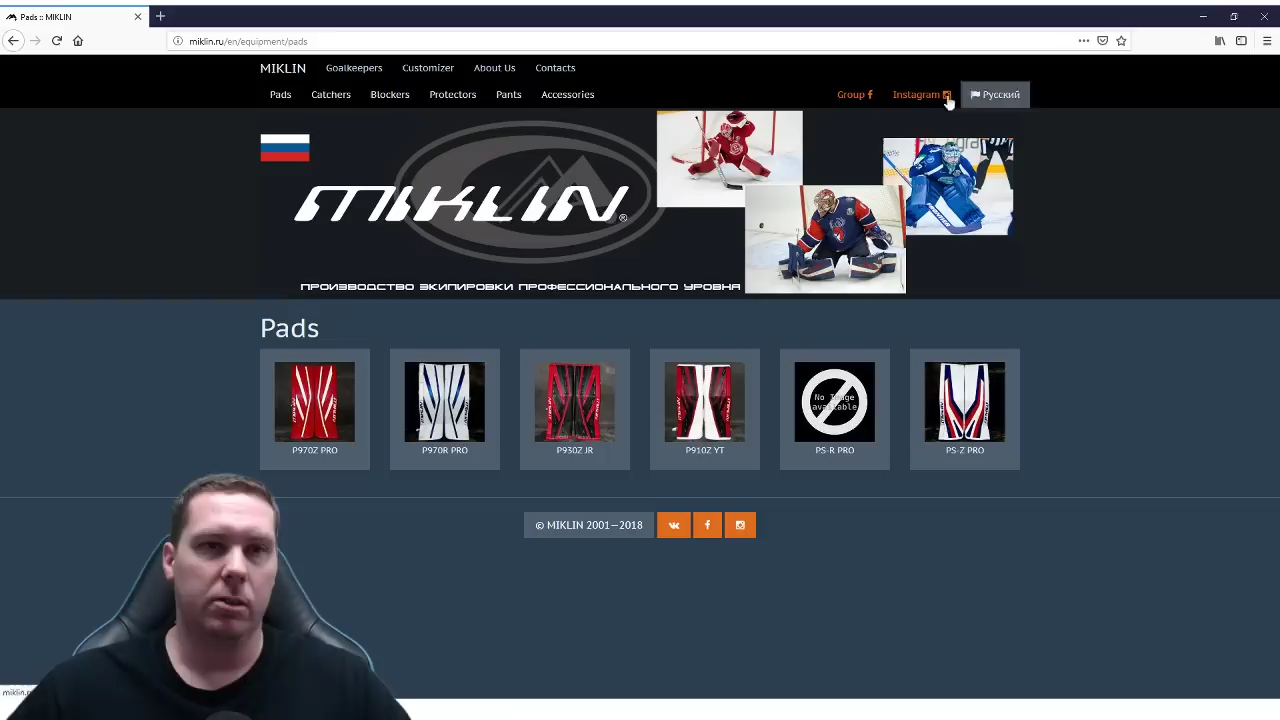 Pads :: MIKLIN
miklin.ru/en/equipment/pads
MIKLIN Goalkeepers Customizer About Us Contacts
Pads Catchers Blockers Protectors Pants Accessories Group Instagram Русский
MIKLIN®
ПРОИЗВОДСТВО ЭКИПИРОВКИ ПРОФЕССИОНАЛЬНОГО УРОВНЯ
Pads
No Image
available
P970Z PRO P970R PRO P930Z JR P910Z YT PS-R PRO PS-Z PRO
© MIKLIN 2001—2018